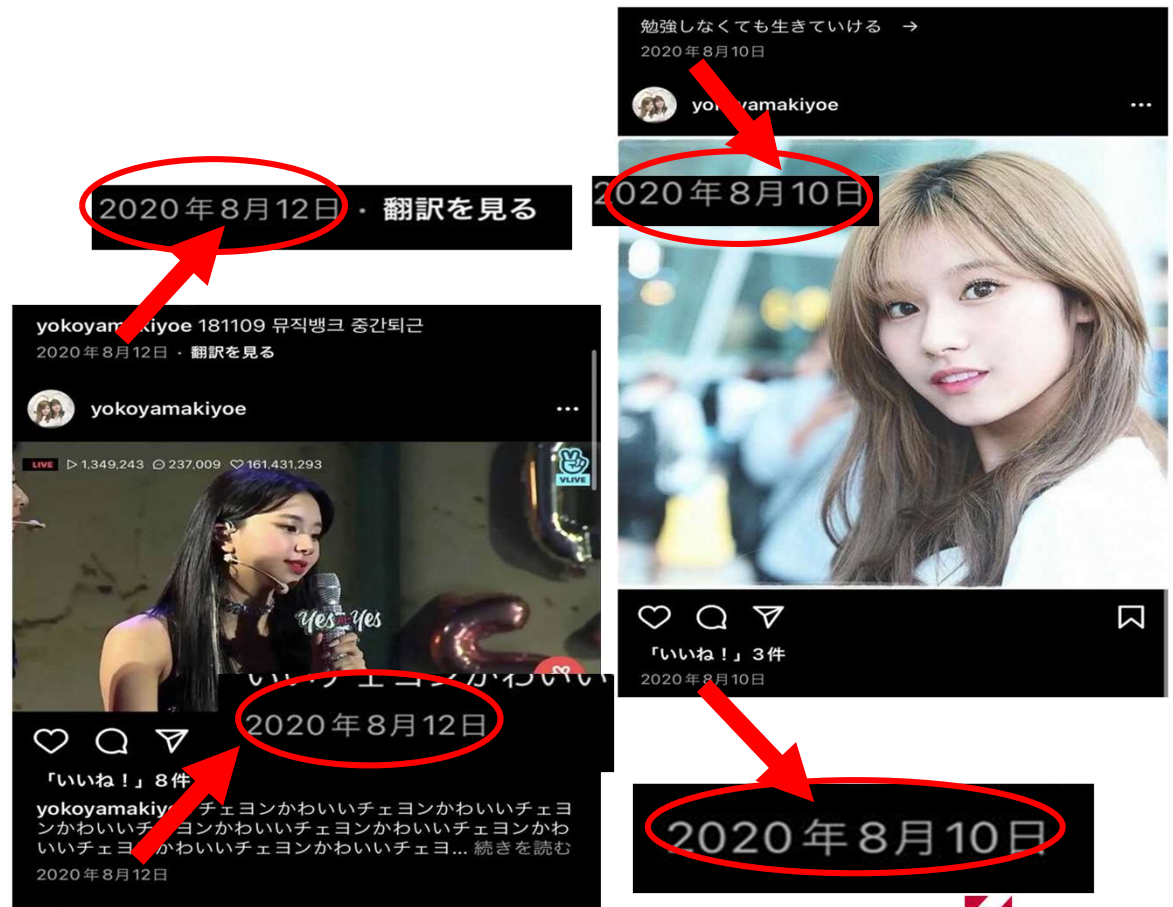 勉強しなくても生きていける →
2020年8月10日
yokoyamakiyoe
2020年8月10日
「いいね!」3件
2020年8月10日
2020年8月10日
2020年8月12日 · 翻訳を見る
yokoyamakiyoe 181109 뮤직뱅크 중간퇴근
2020年8月12日 · 翻訳を見る
yokoyamakiyoe
LIVE 1,349,243 237,009 161,431,293
VLIVE
Yes Yes
2020年8月12日
「いいね!」8件
yokoyamakiyoe チェヨンかわいいチェヨンかわいいチェヨ
ンかわいいチェヨンかわいいチェヨンかわいいチェヨンかわ
いいチェヨンかわいいチェヨンかわいいチェヨ... 続きを読む
2020年8月12日